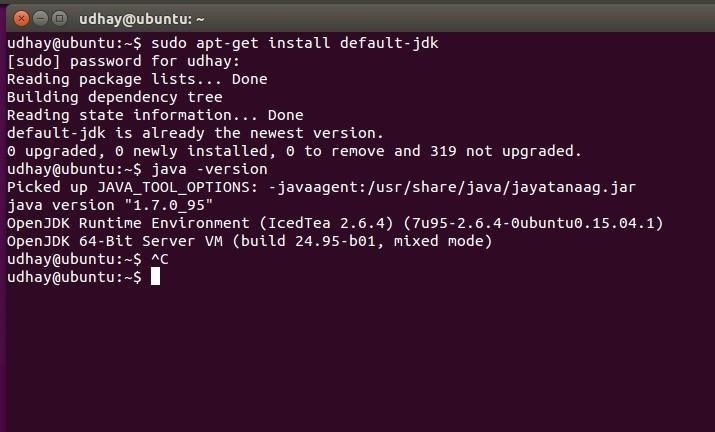 udhay@ubuntu: ~
udhay@ubuntu:~$ sudo apt-get install default-jdk
[sudo] password for udhay:
Reading package lists... Done
Building dependency tree
Reading state information... Done
default-jdk is already the newest version.
0 upgraded, 0 newly installed, 0 to remove and 319 not upgraded.
udhay@ubuntu:~$ java -version
Picked up JAVA_TOOL_OPTIONS: -javaagent:/usr/share/java/jayatanaag.jar
java version "1.7.0_95"
OpenJDK Runtime Environment (IcedTea 2.6.4) (7u95-2.6.4-0ubuntu0.15.04.1)
OpenJDK 64-Bit Server VM (build 24.95-b01, mixed mode)
udhay@ubuntu:~$ ^C
udhay@ubuntu:~$